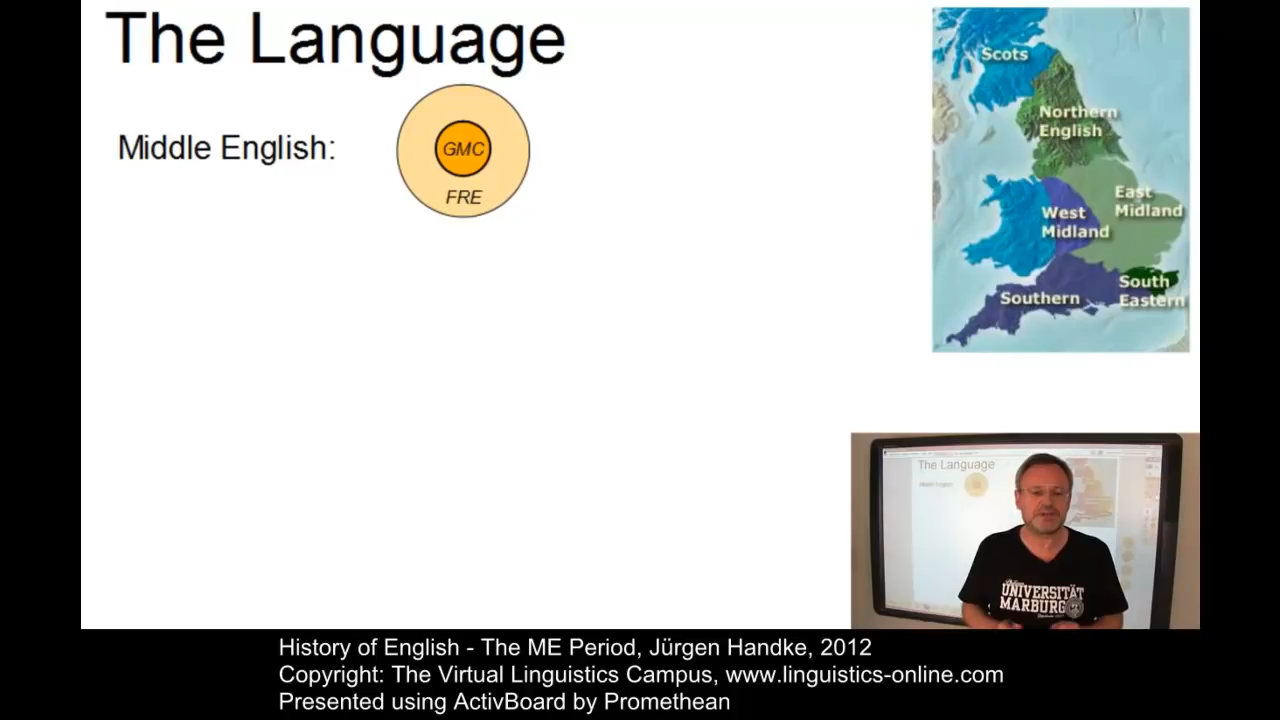 The Language
Middle English:
GMC
FRE
Scots
Northern
English
East
Midland
West
Midland
South
Eastern
Southern
The Language
UNIVERSITÄT
MARBURG
History of English - The ME Period, Jürgen Handke, 2012
Copyright: The Virtual Linguistics Campus, www.linguistics-online.com
Presented using ActivBoard by Promethean